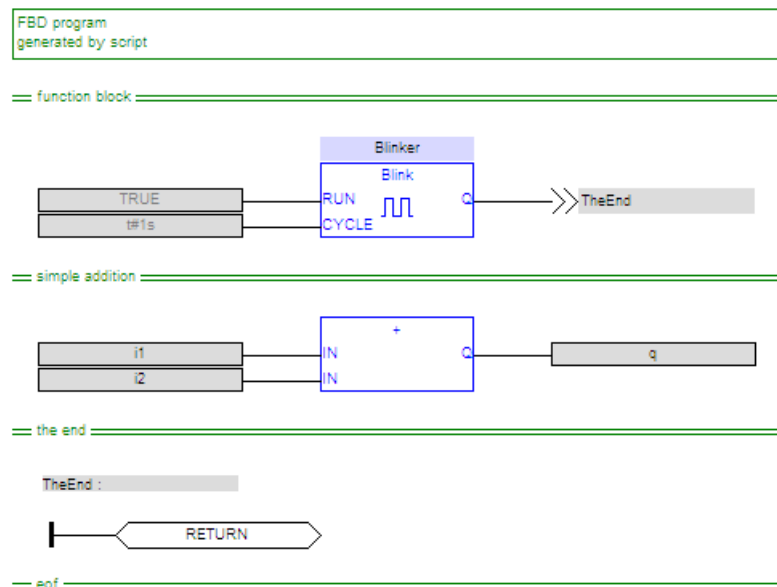 FBD program
generated by script
function block
Blinker
Blink
TRUE
RUN
Q
TheEnd
t#1s
CYCLE
simple addition
+
i1
IN
Q
q
i2
IN
the end
TheEnd :
RETURN
eof